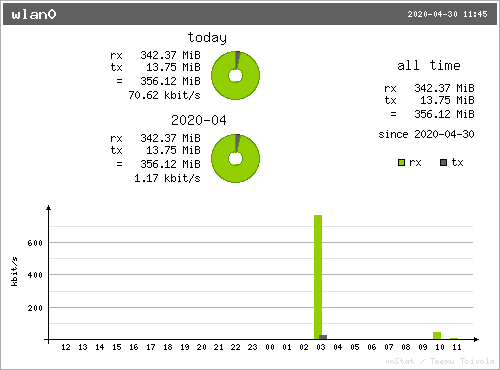 wlan0
2020-04-30 11:45
today
rx 342.37 MiB
tx 13.75 MiB
= 356.12 MiB
70.62 kbit/s
2020-04
rx 342.37 MiB
tx 13.75 MiB
= 356.12 MiB
1.17 kbit/s
all time
rx 342.37 MiB
tx 13.75 MiB
= 356.12 MiB
since 2020-04-30
rx tx
kbit/s
600
400
200
12 13 14 15 16 17 18 19 20 21 22 23 00 01 02 03 04 05 06 07 08 09 10 11
vnStat / Teemu Toivola